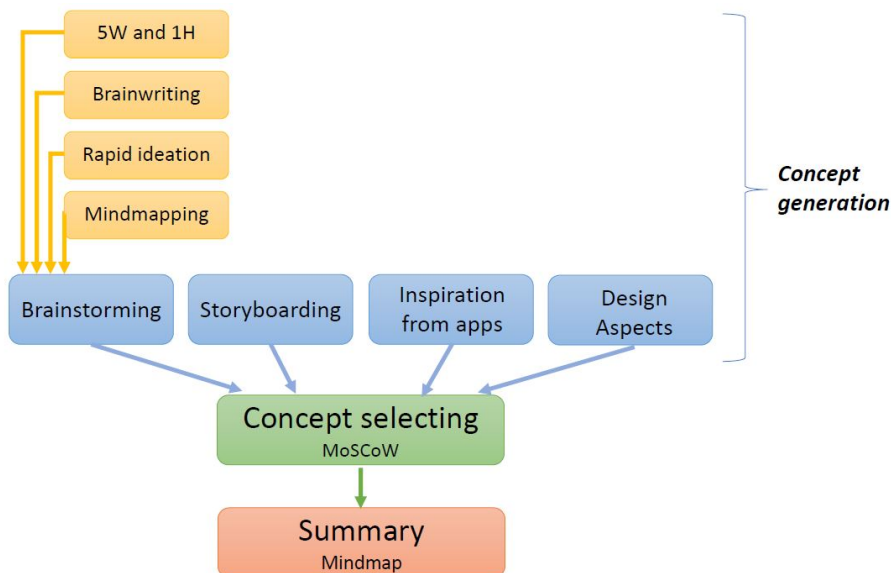 5W and 1H
Brainwriting
Rapid ideation
Mindmapping
Concept
generation
Brainstorming
Storyboarding
Inspiration
from apps
Design
Aspects
Concept selecting
MoSCoW
Summary
Mindmap